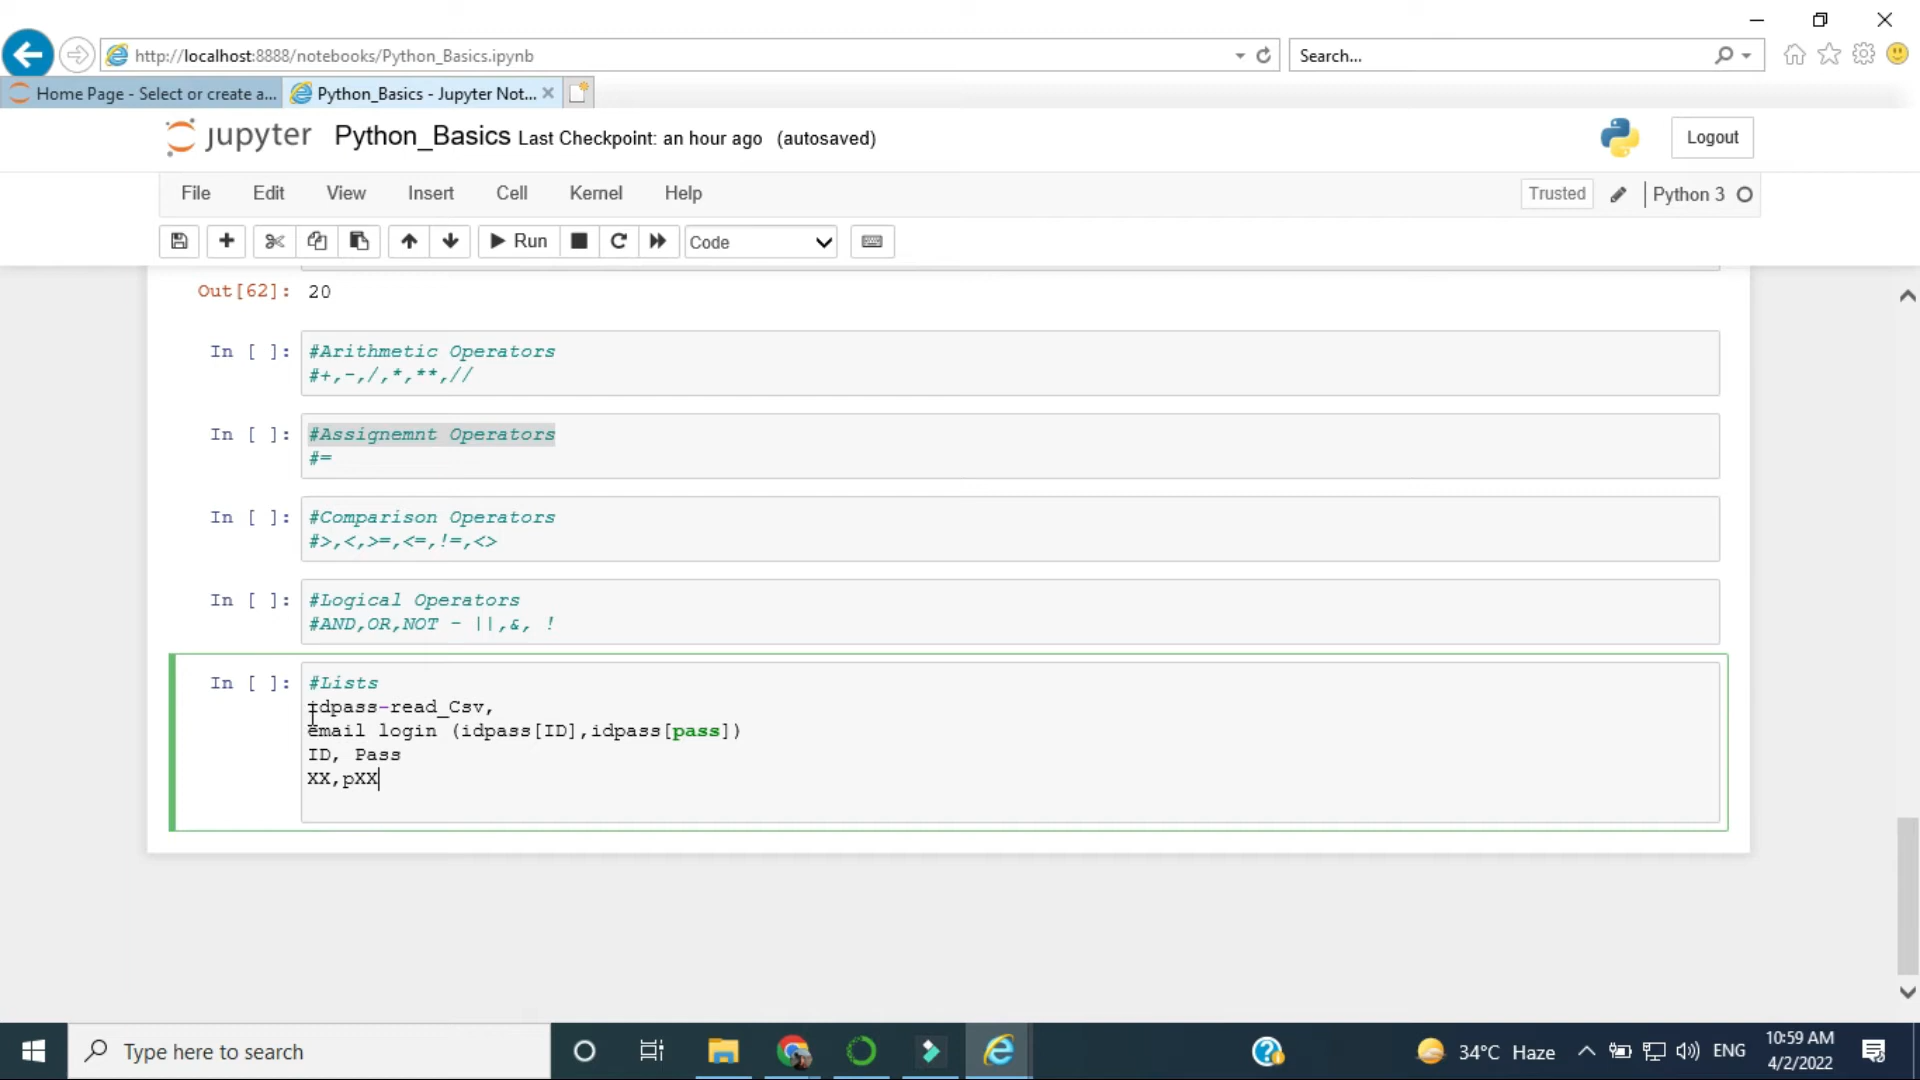 http://localhost:8888/notebooks/Python_Basics.ipynb
Search...
Home Page - Select or create a...
Python_Basics - Jupyter Not...
jupyter Python_Basics Last Checkpoint: an hour ago (autosaved)
Logout
File Edit View Insert Cell Kernel Help
Trusted
Python 3
Run
Code
Out[62]: 20
In [ ]: #Arithmetic Operators
#+,-,/,*,**,//
In [ ]: #Assignemnt Operators
#=
In [ ]: #Comparison Operators
#>,<,>=,<=,!=,<>
In [ ]: #Logical Operators
#AND,OR,NOT - ||,&, !
In [ ]: #Lists
idpass-read_Csv,
email login (idpass[ID],idpass[pass])
ID, Pass
XX,pXX
Type here to search
34°C Haze
ENG
10:59 AM
4/2/2022